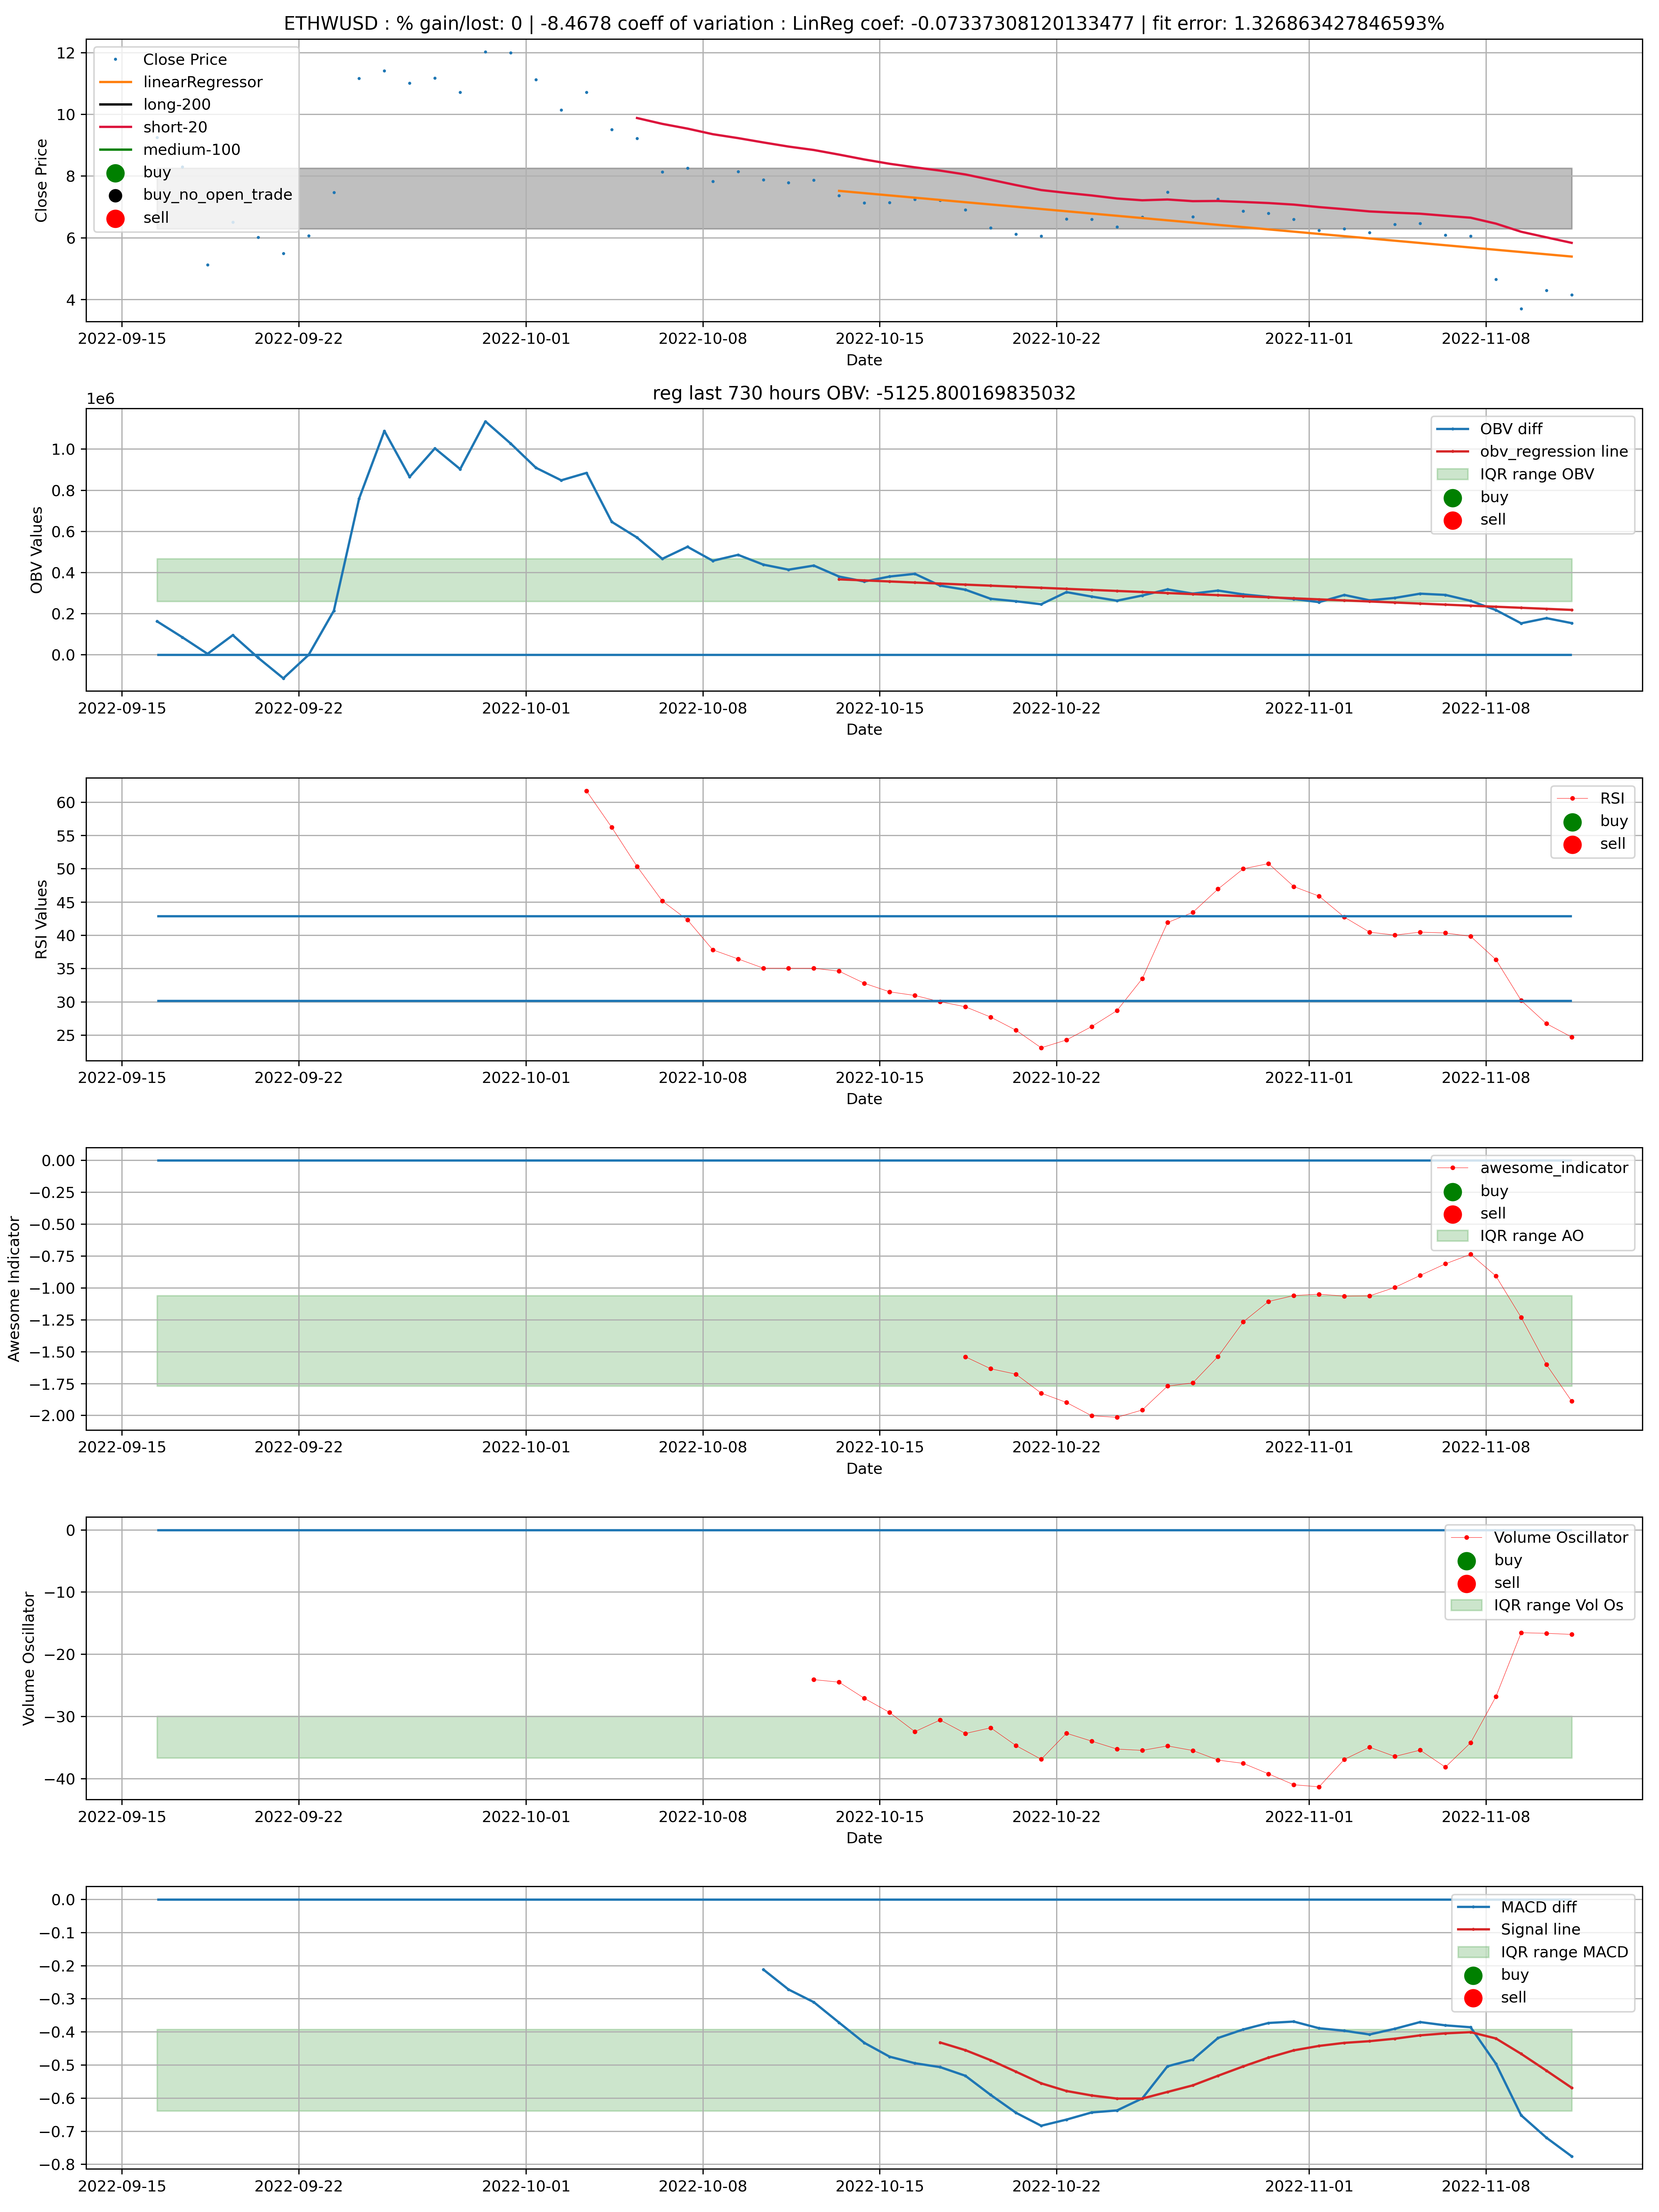 ETHWUSD : % gain/lost: 0 | -8.4678 coeff of variation : LinReg coef: -0.07337308120133477 | fit error: 1.326863427846593%
12
10
8
6
4
Close Price
Close Price
linearRegressor
long-200
short-20
medium-100
buy
buy_no_open_trade
sell
2022-09-15 2022-09-22 2022-10-01 2022-10-08 2022-10-15 2022-10-22 2022-11-01 2022-11-08
Date
reg last 730 hours OBV: -5125.800169835032
1e6
1.0
0.8
0.6
0.4
0.2
0.0
OBV Values
OBV diff
obv_regression line
IQR range OBV
buy
sell
2022-09-15 2022-09-22 2022-10-01 2022-10-08 2022-10-15 2022-10-22 2022-11-01 2022-11-08
Date
60
55
50
45
40
35
30
25
RSI Values
RSI
buy
sell
2022-09-15 2022-09-22 2022-10-01 2022-10-08 2022-10-15 2022-10-22 2022-11-01 2022-11-08
Date
0.00
−0.25
−0.50
−0.75
−1.00
−1.25
−1.50
−1.75
−2.00
Awesome Indicator
awesome_indicator
buy
sell
IQR range AO
2022-09-15 2022-09-22 2022-10-01 2022-10-08 2022-10-15 2022-10-22 2022-11-01 2022-11-08
Date
0
−10
−20
−30
−40
Volume Oscillator
Volume Oscillator
buy
sell
IQR range Vol Os
2022-09-15 2022-09-22 2022-10-01 2022-10-08 2022-10-15 2022-10-22 2022-11-01 2022-11-08
Date
0.0
−0.1
−0.2
−0.3
−0.4
−0.5
−0.6
−0.7
−0.8
MACD diff
Signal line
IQR range MACD
buy
sell
2022-09-15 2022-09-22 2022-10-01 2022-10-08 2022-10-15 2022-10-22 2022-11-01 2022-11-08